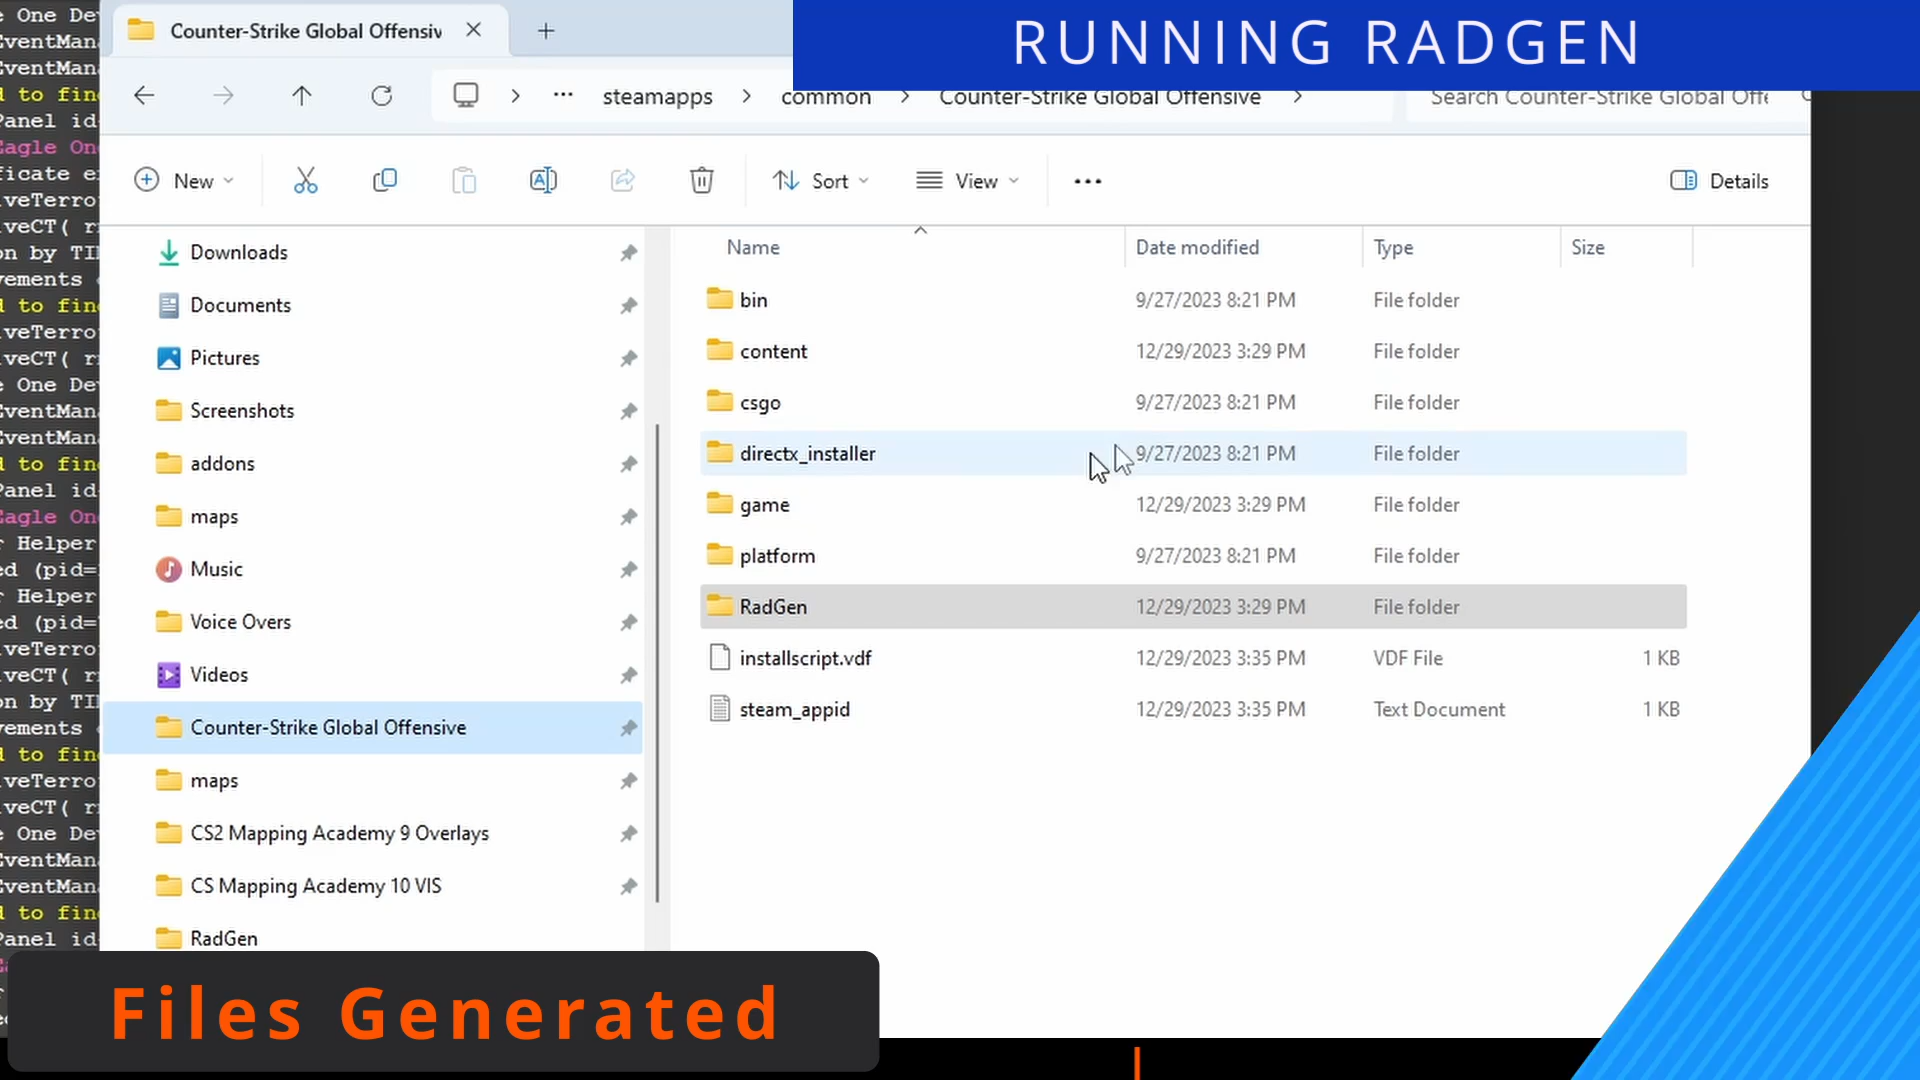 RUNNING RADGEN
Counter-Strike Global Offensiv
steamapps
common
Counter-Strike Global Offensive
Search Counter-Strike Global Offe
New
Sort
View
Details
Name
Date modified
Type
Size
Downloads
Documents
Pictures
Screenshots
addons
maps
Music
Voice Overs
Videos
Counter-Strike Global Offensive
maps
CS2 Mapping Academy 9 Overlays
CS Mapping Academy 10 VIS
RadGen
bin 9/27/2023 8:21 PM File folder
content 12/29/2023 3:29 PM File folder
csgo 9/27/2023 8:21 PM File folder
directx_installer 9/27/2023 8:21 PM File folder
game 12/29/2023 3:29 PM File folder
platform 9/27/2023 8:21 PM File folder
RadGen 12/29/2023 3:29 PM File folder
installscript.vdf 12/29/2023 3:35 PM VDF File 1 KB
steam_appid 12/29/2023 3:35 PM Text Document 1 KB
Files Generated